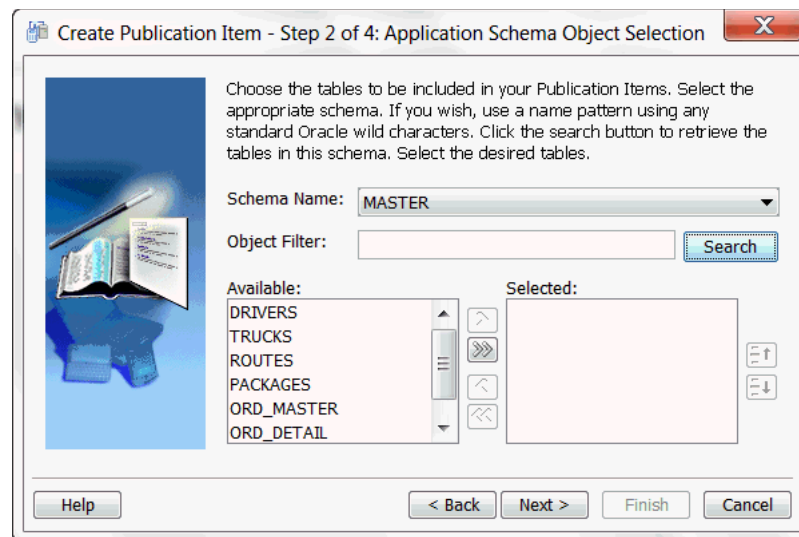 Create Publication Item - Step 2 of 4: Application Schema Object Selection
Choose the tables to be included in your Publication Items. Select the
appropriate schema. If you wish, use a name pattern using any
standard Oracle wild characters. Click the search button to retrieve the
tables in this schema. Select the desired tables.
Schema Name: MASTER
Object Filter: Search
Available: Selected:
DRIVERS
TRUCKS
ROUTES
PACKAGES
ORD_MASTER
ORD_DETAIL
Help < Back Next > Finish Cancel